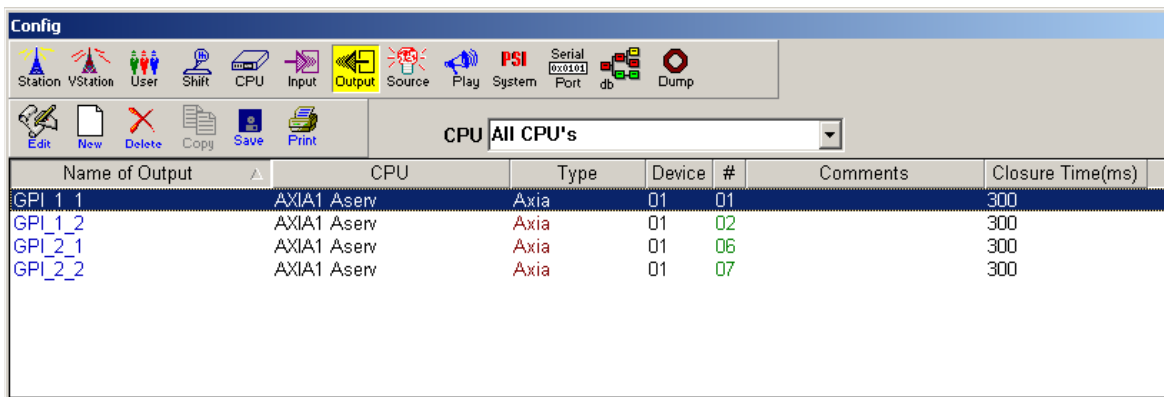 Config
Station VStation User Shift CPU Input Output Source Play PSI System Serial 0x0101 Port db Dump
Edit New Delete Copy Save Print CPU All CPU's
Name of Output CPU Type Device # Comments Closure Time(ms)
GPI_1_1 AXIA1 Aserv Axia 01 01 300
GPI_1_2 AXIA1 Aserv Axia 01 02 300
GPI_2_1 AXIA1 Aserv Axia 01 06 300
GPI_2_2 AXIA1 Aserv Axia 01 07 300